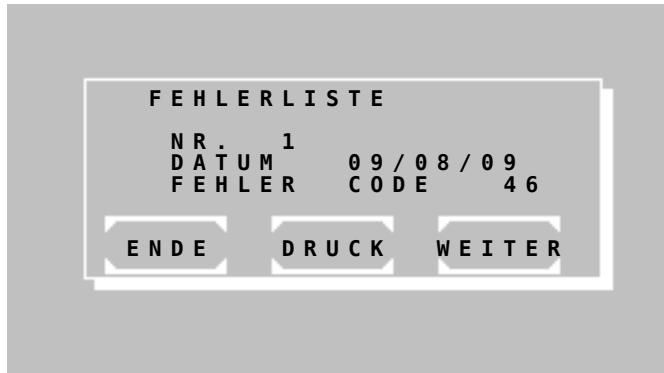 FEHLERLISTE
NR. 1
DATUM 09/08/09
FEHLER CODE 46
ENDE DRUCK WEITER